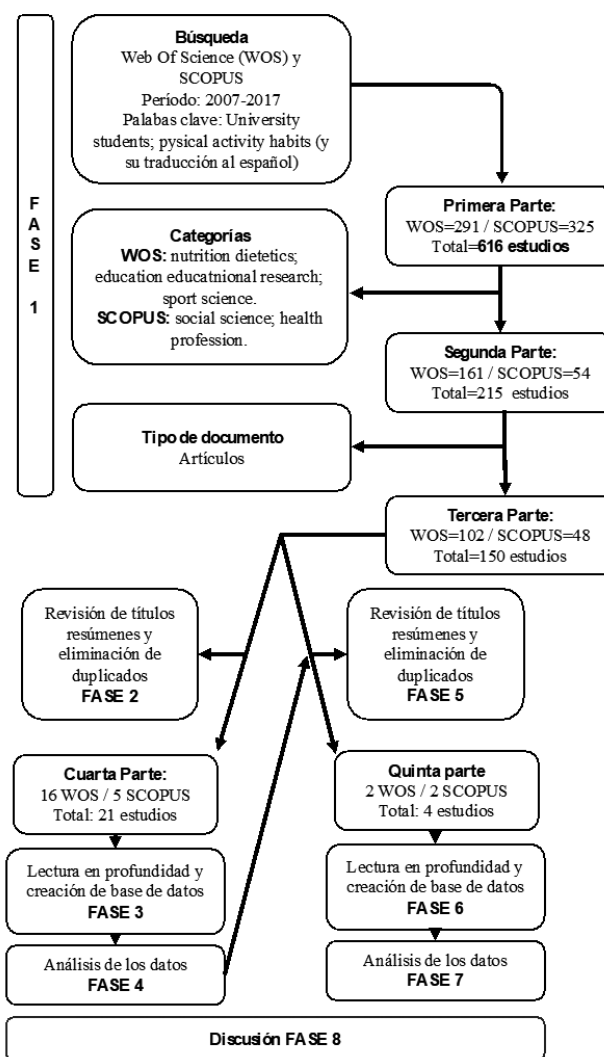 Búsqueda
Web Of Science (WOS) y
SCOPUS
Período: 2007-2017
Palabas clave: University
students; pysical activity habits (y
su traducción al español)
F
A
S
E
1
Primera Parte:
WOS=291 / SCOPUS=325
Total=616 estudios
Categorías
WOS: nutrition dietetics;
education educatnional research;
sport science.
SCOPUS: social science; health
profession.
Segunda Parte:
WOS=161 / SCOPUS=54
Total=215 estudios
Tipo de documento
Artículos
Tercera Parte:
WOS=102 / SCOPUS=48
Total=150 estudios
Revisión de títulos
resúmenes y
eliminación de
duplicados
FASE 2
Revisión de títulos
resúmenes y
eliminación de
duplicados
FASE 5
Cuarta Parte:
16 WOS / 5 SCOPUS
Total: 21 estudios
Quinta parte
2 WOS / 2 SCOPUS
Total: 4 estudios
Lectura en profundidad y
creación de base de datos
FASE 3
Lectura en profundidad y
creación de base de datos
FASE 6
Análisis de los datos
FASE 4
Análisis de los datos
FASE 7
Discusión FASE 8